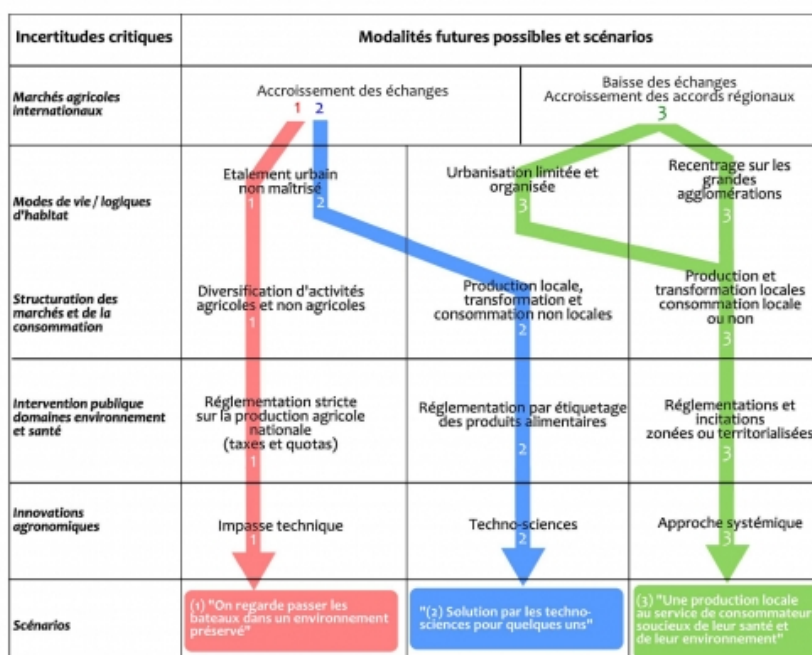 Incertitudes critiques
Modalités futures possibles et scénarios
Marchés agricoles
internationaux
Accroissement des échanges
1 2
Baisse des échanges
Accroissement des accords régionaux
3
Modes de vie / logiques
d'habitat
Etalement urbain
non maîtrisé
1
2
Urbanisation limitée et
organisée
3
Recentrage sur les
grandes
agglomérations
3
Structuration des
marchés et de la
consommation
Diversification d'activités
agricoles et non agricoles
1
Production locale,
transformation et
consommation non locales
2
Production et
transformation locales
consommation locale
ou non
3
Intervention publique
domaines environnement
et santé
Réglementation stricte
sur la production agricole
nationale
(taxes et quotas)
1
Réglementation par étiquetage
des produits alimentaires
2
Réglementations et
incitations
zonées ou territorialisées
3
Innovations
agronomiques
Impasse technique
1
Techno-sciences
2
Approche systémique
3
Scénarios
(1) "On regarde passer les
bateaux dans un environnement
préservé"
"(2) Solution par les techno-
sciences pour quelques uns"
(3) "Une production locale
au service de consommateur
soucieux de leur santé et
de leur environnement"